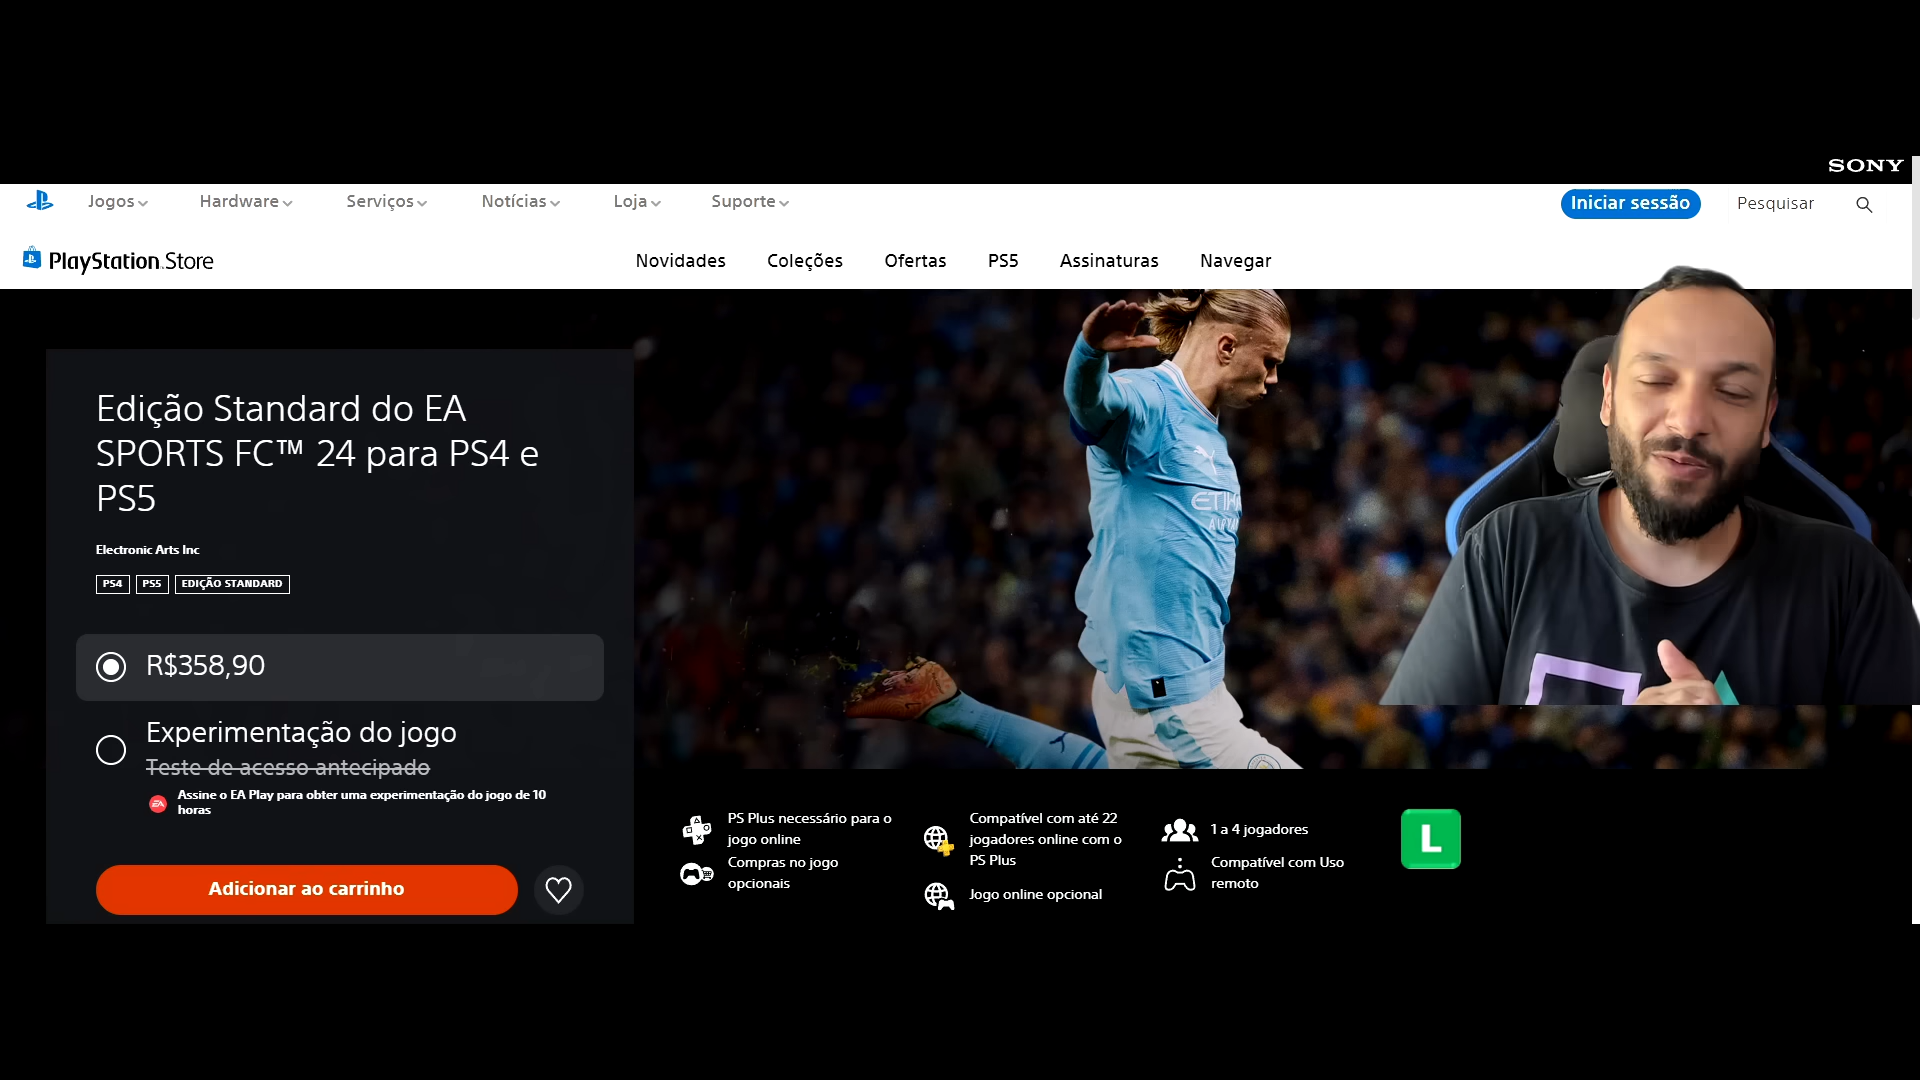 SONY
Jogos
Hardware
Serviços
Notícias
Loja
Suporte
Iniciar sessão
Pesquisar
PlayStation.Store
Novidades
Coleções
Ofertas
PS5
Assinaturas
Navegar
Edição Standard do EA
SPORTS FC™ 24 para PS4 e
PS5
Electronic Arts Inc
PS4
PS5
EDIÇÃO STANDARD
R$358,90
Experimentação do jogo
Teste de acesso antecipado
EA
Assine o EA Play para obter uma experimentação do jogo de 10
horas
Adicionar ao carrinho
PS Plus necessário para o
jogo online
Compras no jogo
opcionais
Compatível com até 22
jogadores online com o
PS Plus
Jogo online opcional
1 a 4 jogadores
Compatível com Uso
remoto
L